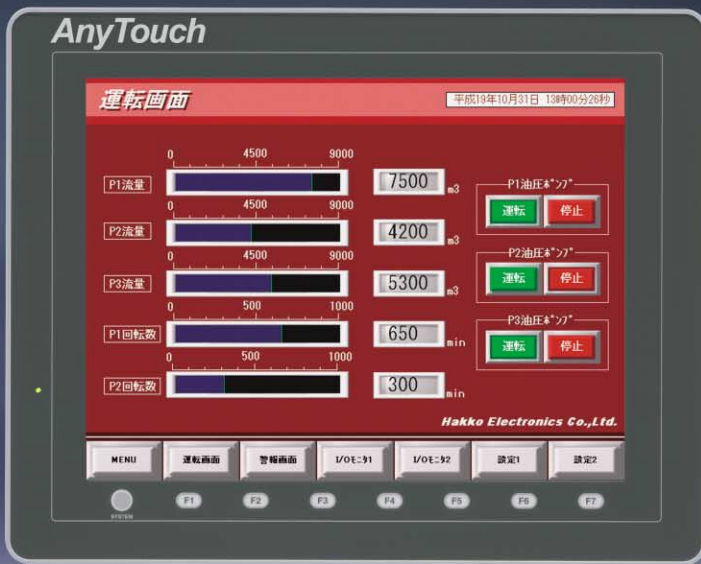 AnyTouch
運転画面
平成19年10月31日 13時00分26秒
0 4500 9000
P1流量 7500 m3
0 4500 9000
P2流量 4200 m3
0 4500 9000
P3流量 5300 m3
0 500 1000
P1回転数 650 min
0 500 1000
P2回転数 300 min
P1油圧ポンプ
運転 停止
P2油圧ポンプ
運転 停止
P3油圧ポンプ
運転 停止
Hakko Electronics Co.,Ltd.
MENU 運転画面 警報画面 I/Oモニタ1 I/Oモニタ2 設定1 設定2
F1 F2 F3 F4 F5 F6 F7
SYSTEM